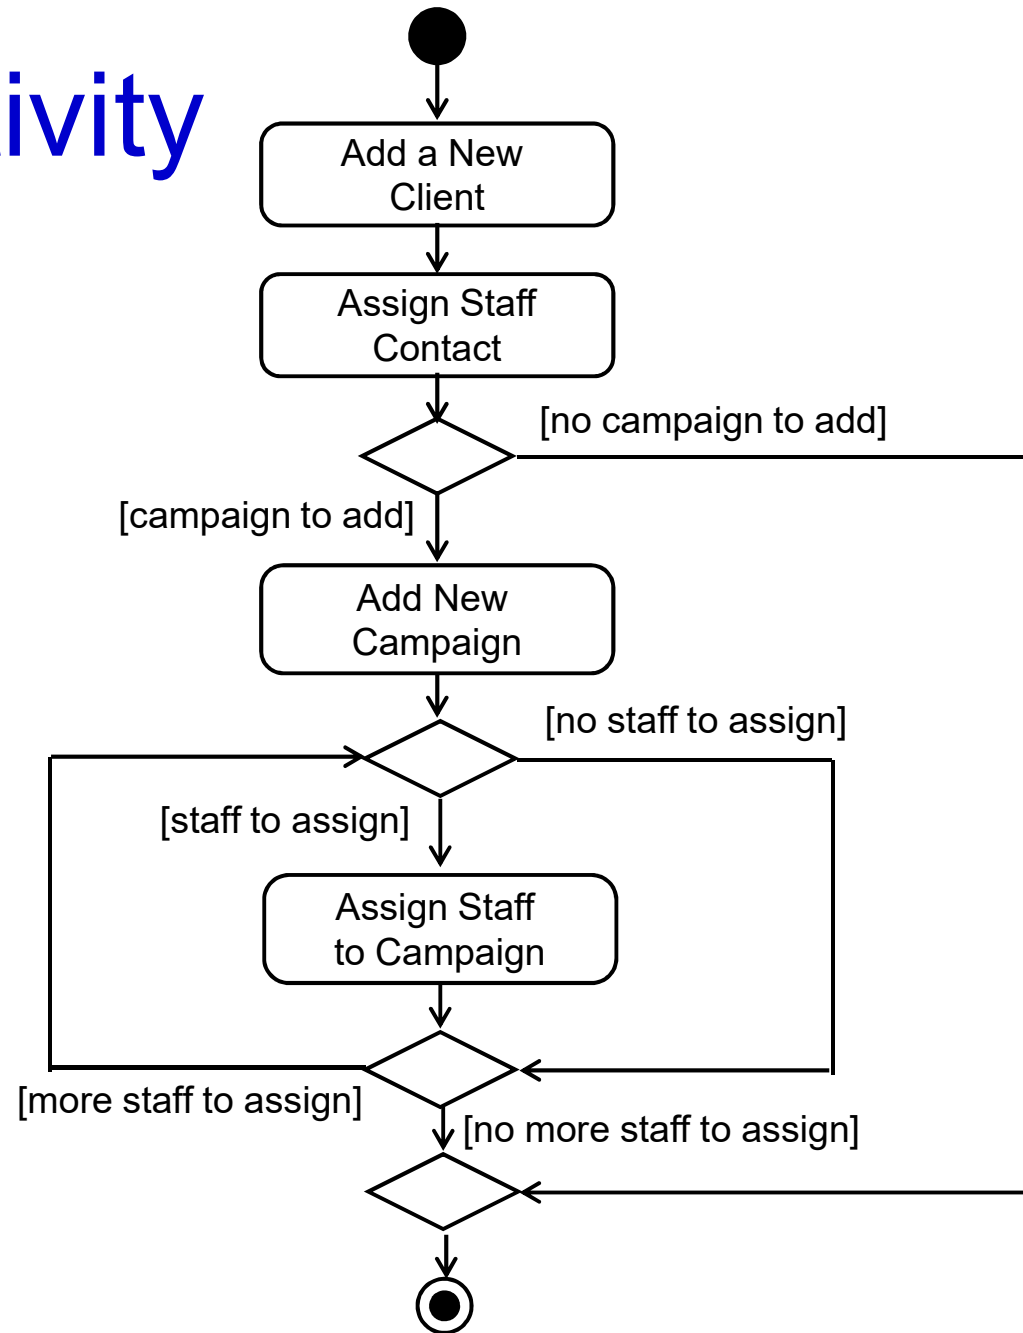 ivity
Add a New
Client
Assign Staff
Contact
[no campaign to add]
[campaign to add]
Add New
Campaign
[no staff to assign]
[staff to assign]
Assign Staff
to Campaign
[more staff to assign]
[no more staff to assign]